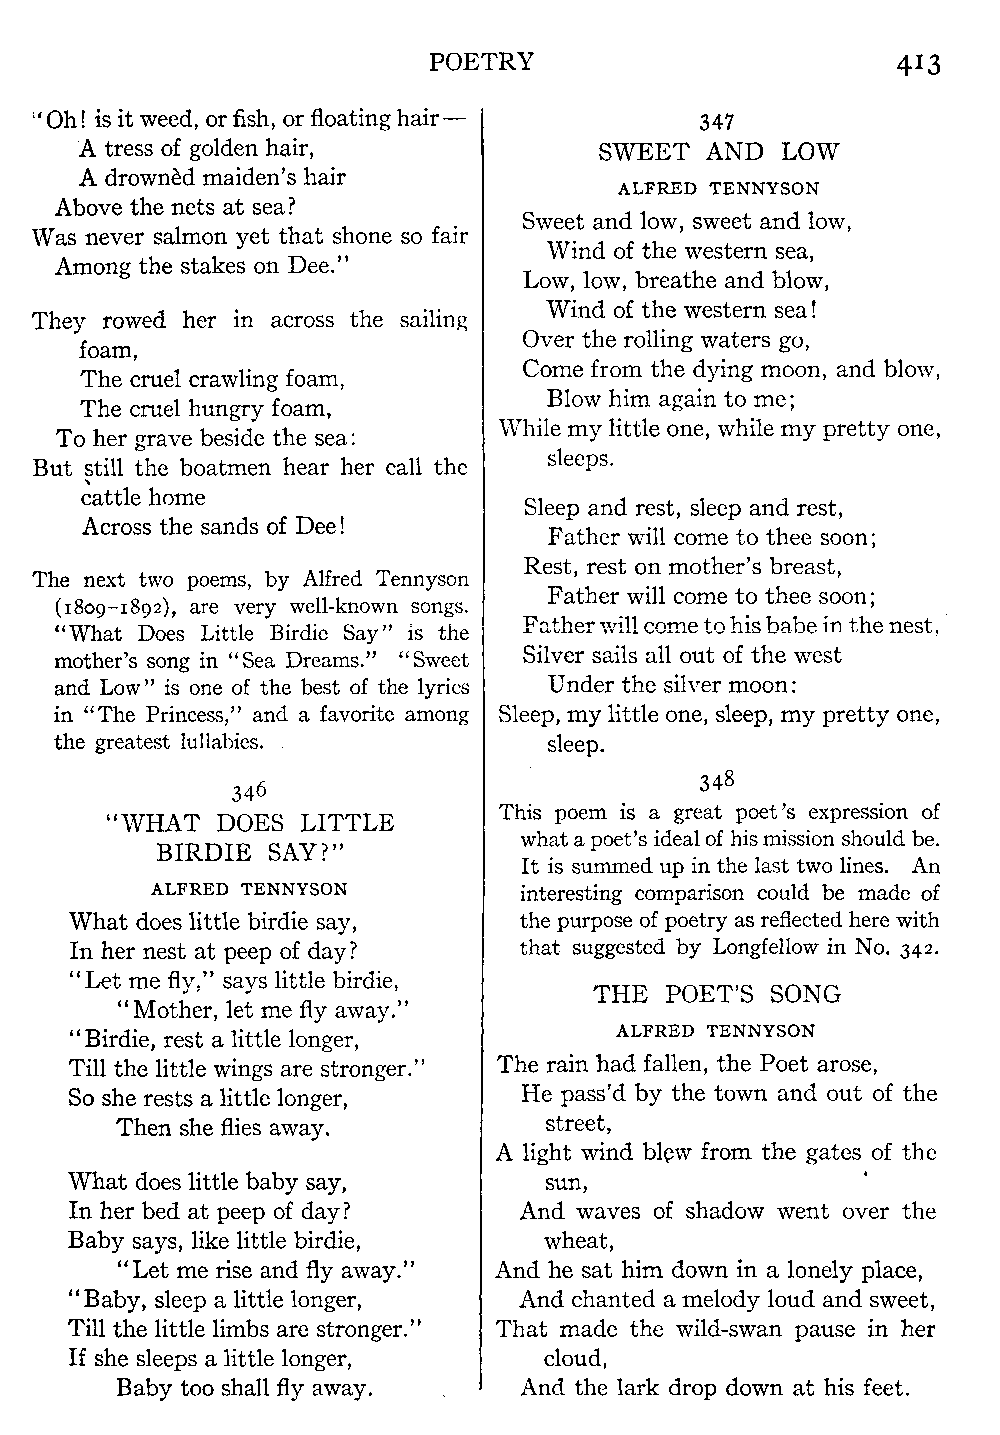 POETRY 413
"Oh! is it weed, or fish, or floating hair—
A tress of golden hair,
A drownèd maiden's hair
Above the nets at sea?
Was never salmon yet that shone so fair
Among the stakes on Dee."
They rowed her in across the sailing
foam,
The cruel crawling foam,
The cruel hungry foam,
To her grave beside the sea:
But still the boatmen hear her call the
cattle home
Across the sands of Dee!
The next two poems, by Alfred Tennyson
(1809–1892), are very well-known songs.
"What Does Little Birdie Say" is the
mother's song in "Sea Dreams." "Sweet
and Low" is one of the best of the lyrics
in "The Princess," and a favorite among
the greatest lullabies.
346
"WHAT DOES LITTLE
BIRDIE SAY?"
ALFRED TENNYSON
What does little birdie say,
In her nest at peep of day?
"Let me fly," says little birdie,
"Mother, let me fly away."
"Birdie, rest a little longer,
Till the little wings are stronger."
So she rests a little longer,
Then she flies away.
What does little baby say,
In her bed at peep of day?
Baby says, like little birdie,
"Let me rise and fly away."
"Baby, sleep a little longer,
Till the little limbs are stronger."
If she sleeps a little longer,
Baby too shall fly away.
347
SWEET AND LOW
ALFRED TENNYSON
Sweet and low, sweet and low,
Wind of the western sea,
Low, low, breathe and blow,
Wind of the western sea!
Over the rolling waters go,
Come from the dying moon, and blow,
Blow him again to me;
While my little one, while my pretty one,
sleeps.
Sleep and rest, sleep and rest,
Father will come to thee soon;
Rest, rest on mother's breast,
Father will come to thee soon;
Father will come to his babe in the nest,
Silver sails all out of the west
Under the silver moon:
Sleep, my little one, sleep, my pretty one,
sleep.
348
This poem is a great poet's expression of
what a poet's ideal of his mission should be.
It is summed up in the last two lines. An
interesting comparison could be made of
the purpose of poetry as reflected here with
that suggested by Longfellow in No. 342.
THE POET'S SONG
ALFRED TENNYSON
The rain had fallen, the Poet arose,
He pass'd by the town and out of the
street,
A light wind blew from the gates of the
sun,
And waves of shadow went over the
wheat,
And he sat him down in a lonely place,
And chanted a melody loud and sweet,
That made the wild-swan pause in her
cloud,
And the lark drop down at his feet.